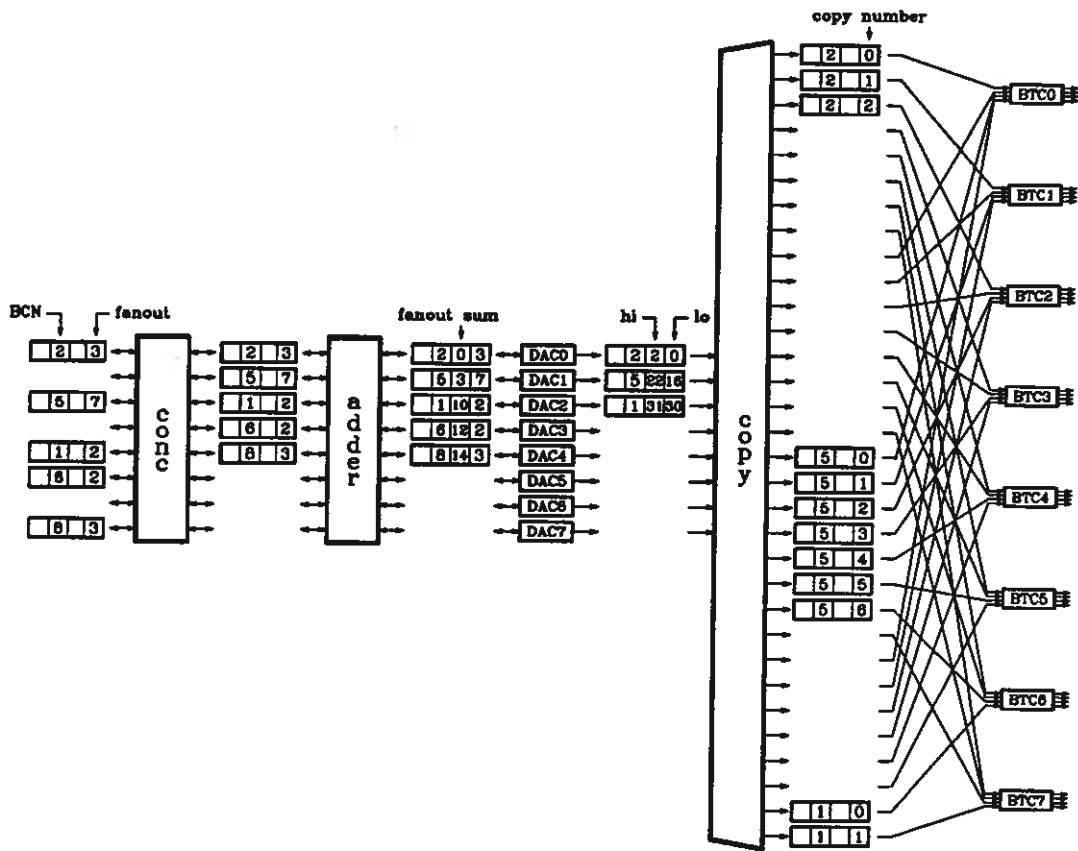 BCN
fanout
2 3
5 7
1 2
6 2
8 3
conc
2 3
5 7
1 2
6 2
8 3
adder
fanout sum
2 0 3
5 3 7
1 10 2
6 12 2
8 14 3
DAC0
DAC1
DAC2
DAC3
DAC4
DAC5
DAC6
DAC7
hi
lo
2 2 0
5 22 16
1 31 30
copy
copy number
2 0
2 1
2 2
5 0
5 1
5 2
5 3
5 4
5 5
5 6
1 0
1 1
BTC0
BTC1
BTC2
BTC3
BTC4
BTC5
BTC6
BTC7